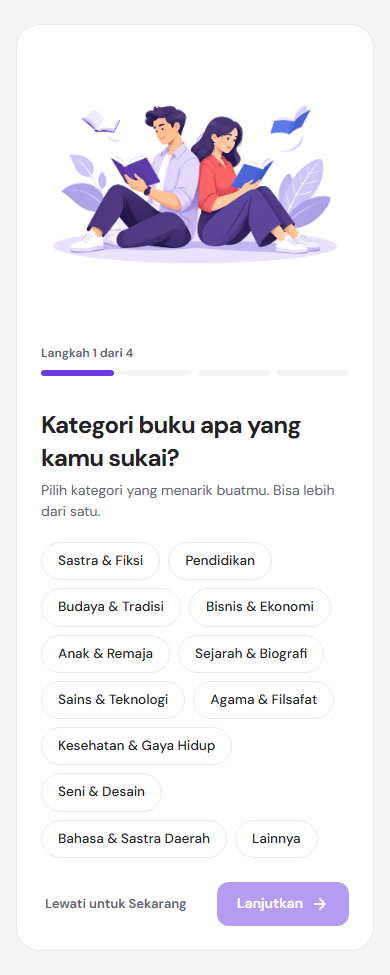 Langkah 1 dari 4
Kategori buku apa yang
kamu sukai?
Pilih kategori yang menarik buatmu. Bisa lebih
dari satu.
Sastra & Fiksi
Pendidikan
Budaya & Tradisi
Bisnis & Ekonomi
Anak & Remaja
Sejarah & Biografi
Sains & Teknologi
Agama & Filsafat
Kesehatan & Gaya Hidup
Seni & Desain
Bahasa & Sastra Daerah
Lainnya
Lewati untuk Sekarang
Lanjutkan →